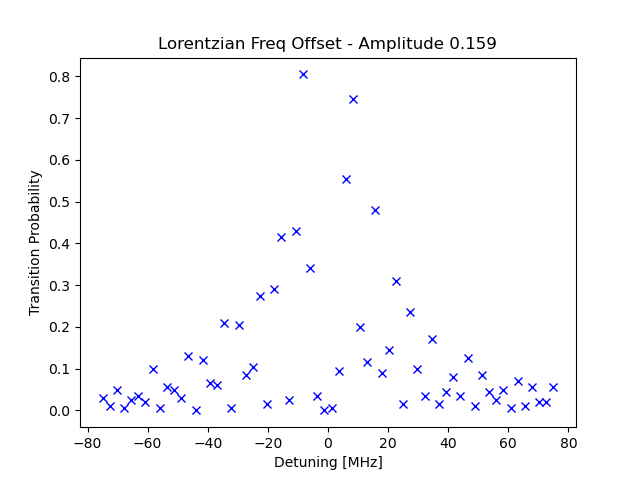 Lorentzian Freq Offset - Amplitude 0.159
Transition Probability
0.8
0.7
0.6
0.5
0.4
0.3
0.2
0.1
0.0
−80 −60 −40 −20 0 20 40 60 80
Detuning [MHz]